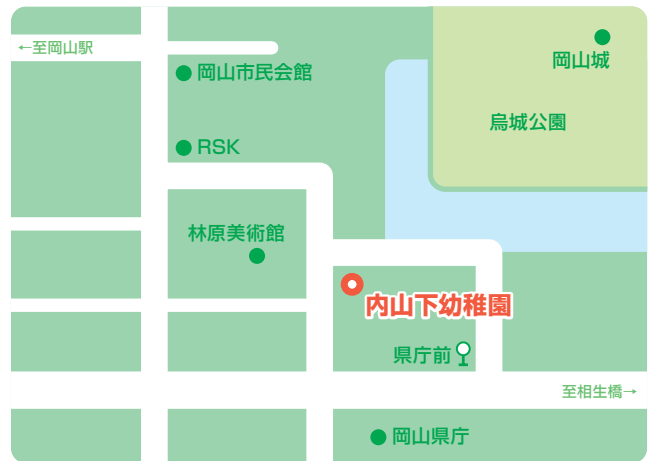 ←至岡山駅
岡山市民会館
岡山城
烏城公園
RSK
林原美術館
内山下幼稚園
県庁前
至相生橋→
岡山県庁